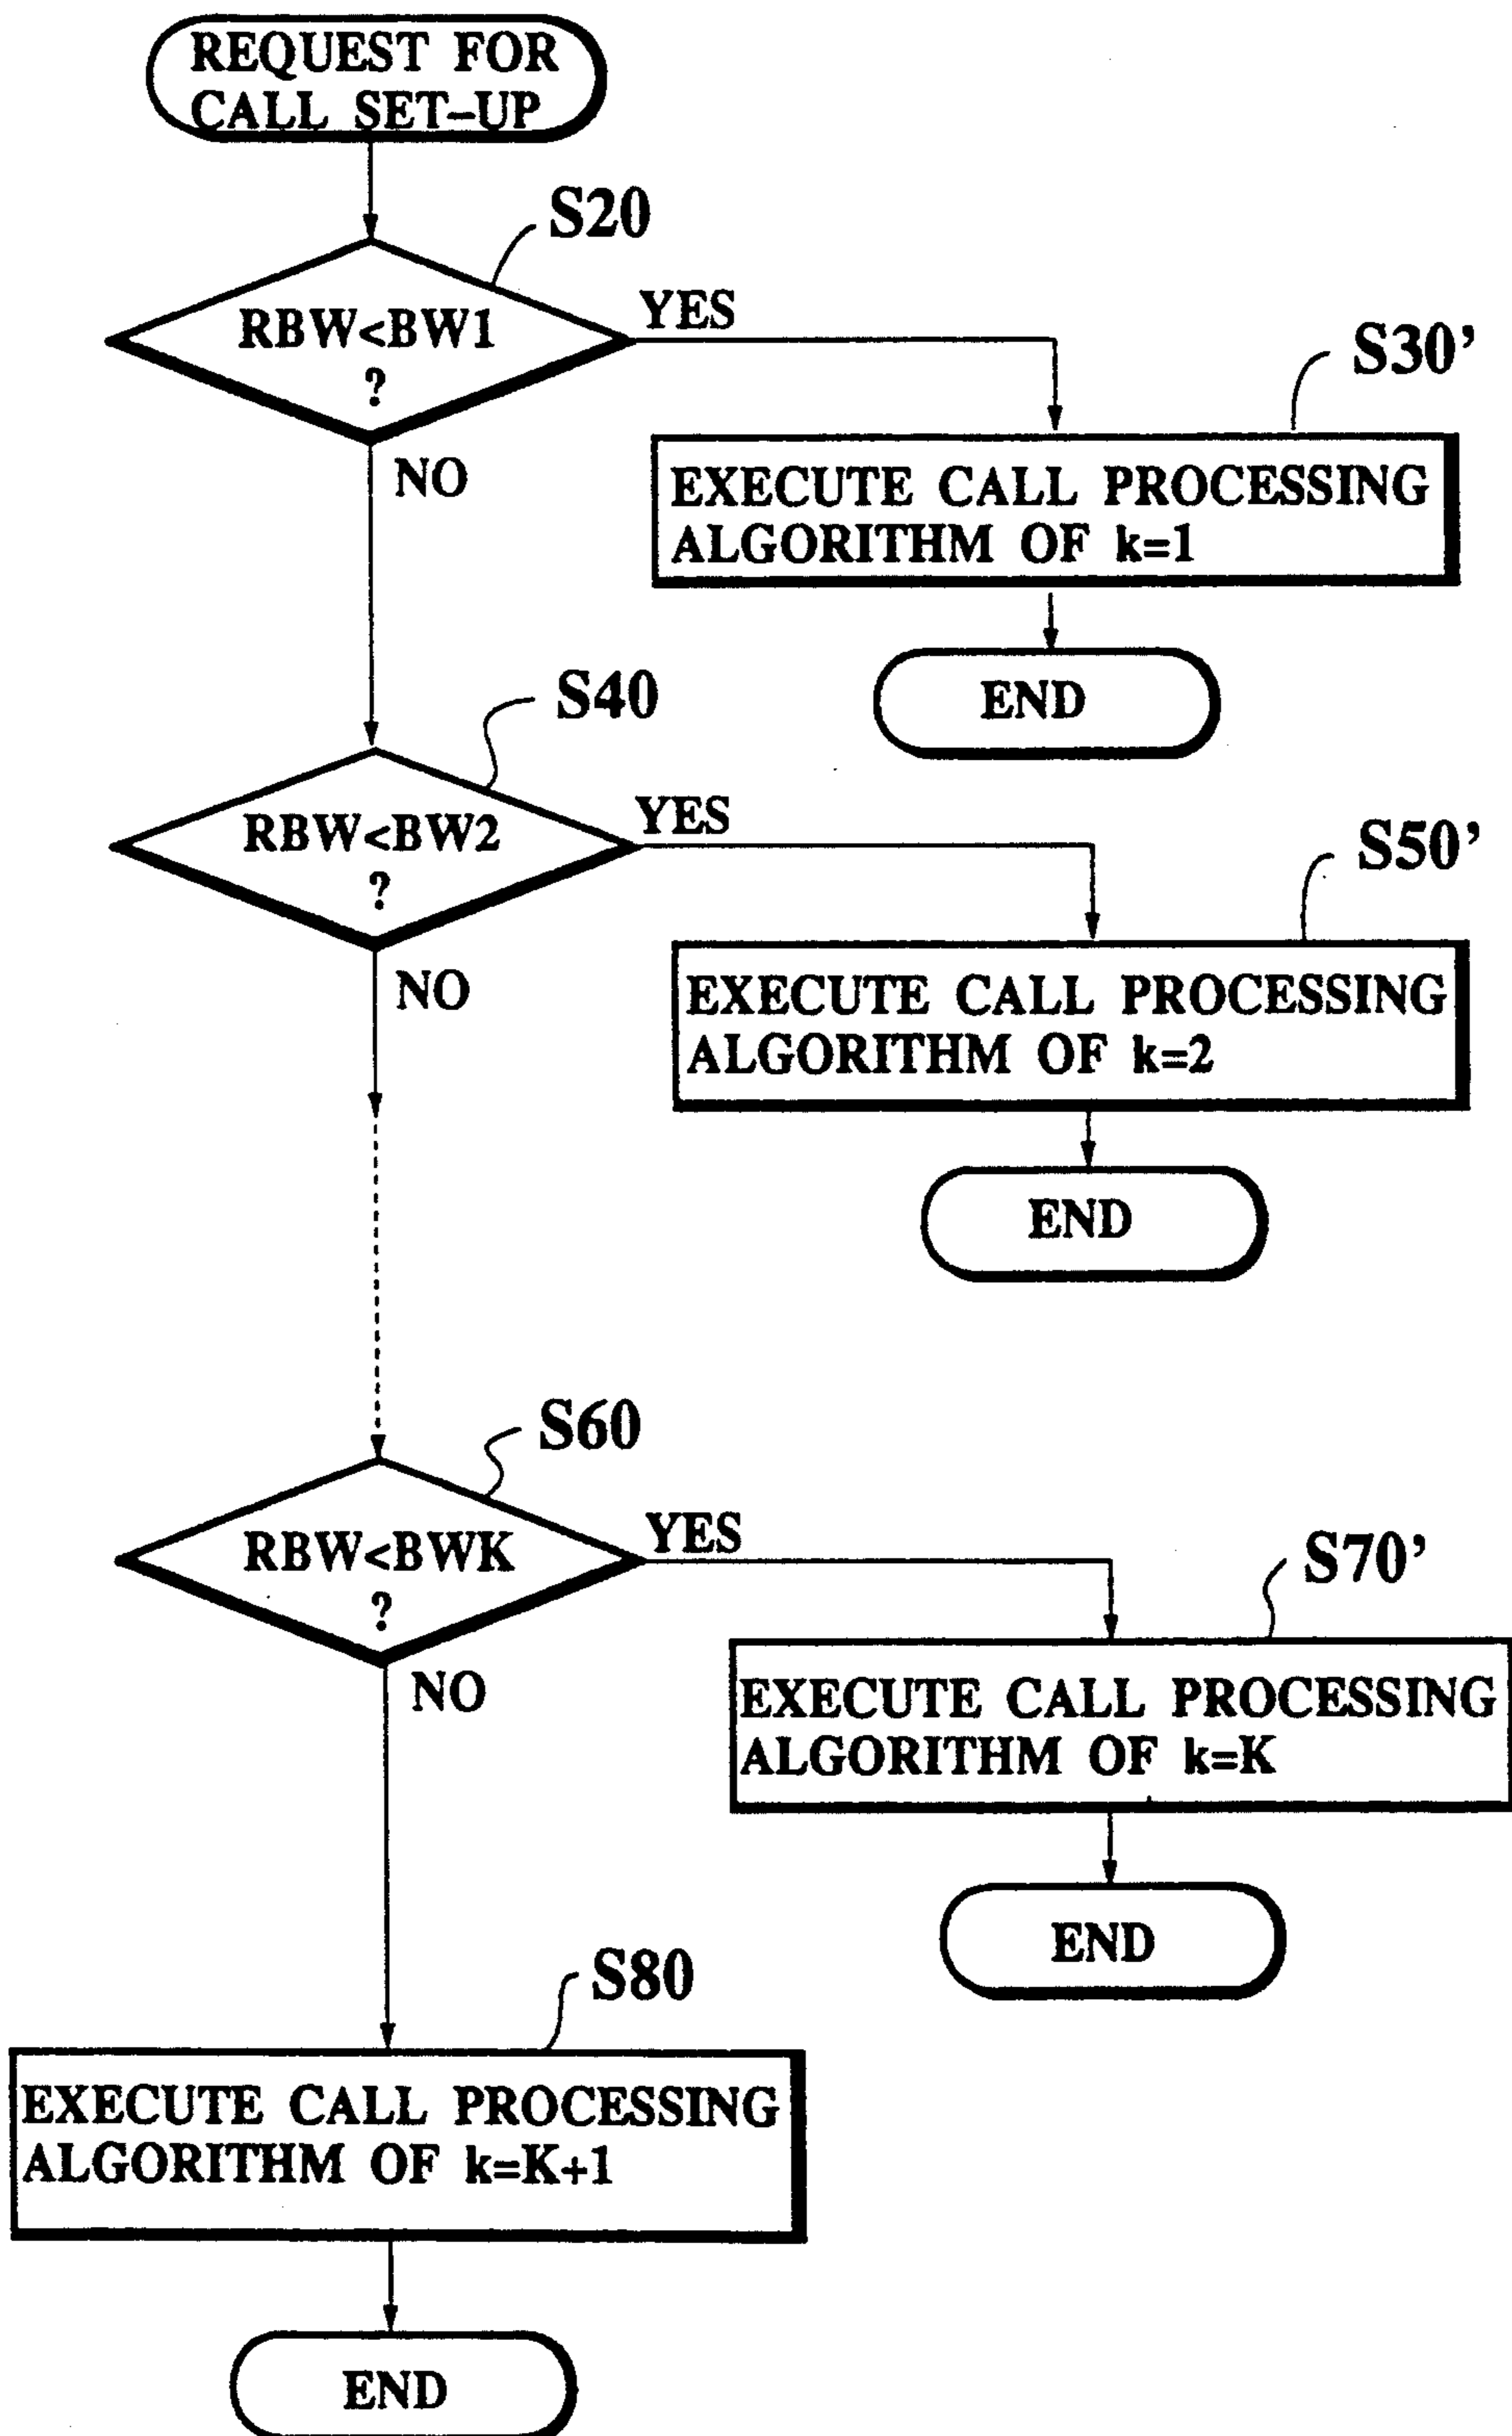 REQUEST FOR
CALL SET-UP
S20
RBW<BW1
?
YES
NO
S30'
EXECUTE CALL PROCESSING
ALGORITHM OF k=1
END
S40
RBW<BW2
?
YES
NO
S50'
EXECUTE CALL PROCESSING
ALGORITHM OF k=2
END
S60
RBW<BWK
?
YES
NO
S70'
EXECUTE CALL PROCESSING
ALGORITHM OF k=K
END
S80
EXECUTE CALL PROCESSING
ALGORITHM OF k=K+1
END